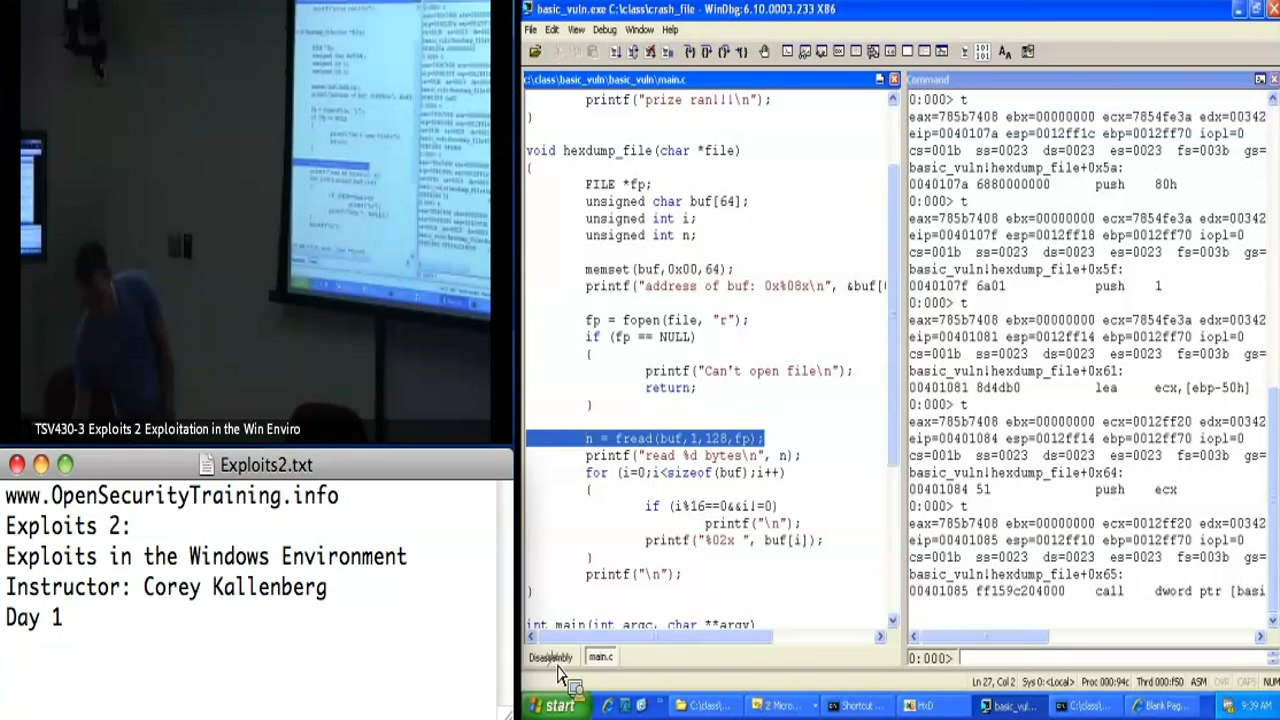 basic_vuln.exe C:\class\crash_file - WinDbg:6.10.0003.233 X86
File Edit View Debug Window Help
c:\class\basic_vuln\basic_vuln\main.c
printf("prize ran!!!\n");
}
void hexdump_file(char *file)
{
FILE *fp;
unsigned char buf[64];
unsigned int i;
unsigned int n;
memset(buf,0x00,64);
printf("address of buf: 0x%08x\n", &buf[
fp = fopen(file, "r");
if (fp == NULL)
{
printf("Can't open file\n");
return;
}
n = fread(buf,1,128,fp);
printf("read %d bytes\n", n);
for (i=0;i<sizeof(buf);i++)
{
if (i%16==0&&i!=0)
printf("\n");
printf("%02x ", buf[i]);
}
printf("\n");
}
int main(int argc, char **argv)
Disassembly main.c
Command
0:000> t
eax=785b7408 ebx=00000000 ecx=7854fe3a edx=00342
eip=0040107a esp=0012ff1c ebp=0012ff70 iopl=0
cs=001b ss=0023 ds=0023 es=0023 fs=003b gs=
basic_vuln!hexdump_file+0x5a:
0040107a 6880000000 push 80h
0:000> t
eax=785b7408 ebx=00000000 ecx=7854fe3a edx=00342
eip=0040107f esp=0012ff18 ebp=0012ff70 iopl=0
cs=001b ss=0023 ds=0023 es=0023 fs=003b gs=
basic_vuln!hexdump_file+0x5f:
0040107f 6a01 push 1
0:000> t
eax=785b7408 ebx=00000000 ecx=7854fe3a edx=00342
eip=00401081 esp=0012ff14 ebp=0012ff70 iopl=0
cs=001b ss=0023 ds=0023 es=0023 fs=003b gs=
basic_vuln!hexdump_file+0x61:
00401081 8d4db0 lea ecx,[ebp-50h]
0:000> t
eax=785b7408 ebx=00000000 ecx=0012ff20 edx=00342
eip=00401084 esp=0012ff14 ebp=0012ff70 iopl=0
cs=001b ss=0023 ds=0023 es=0023 fs=003b gs=
basic_vuln!hexdump_file+0x64:
00401084 51 push ecx
0:000> t
eax=785b7408 ebx=00000000 ecx=0012ff20 edx=00342
eip=00401085 esp=0012ff10 ebp=0012ff70 iopl=0
cs=001b ss=0023 ds=0023 es=0023 fs=003b gs=
basic_vuln!hexdump_file+0x65:
00401085 ff159c204000 call dword ptr [basi
0:000>
Ln 27, Col 2 Sys 0:<Local> Proc 000:94c Thrd 000:f50 ASM OVR CAPS NUM
start C:\class\... 2 Micro... Shortcut ... HxD basic_vu... C:\class\... Blank Pag... 9:39 AM
TSV430-3 Exploits 2 Exploitation in the Win Enviro
Exploits2.txt
www.OpenSecurityTraining.info
Exploits 2:
Exploits in the Windows Environment
Instructor: Corey Kallenberg
Day 1